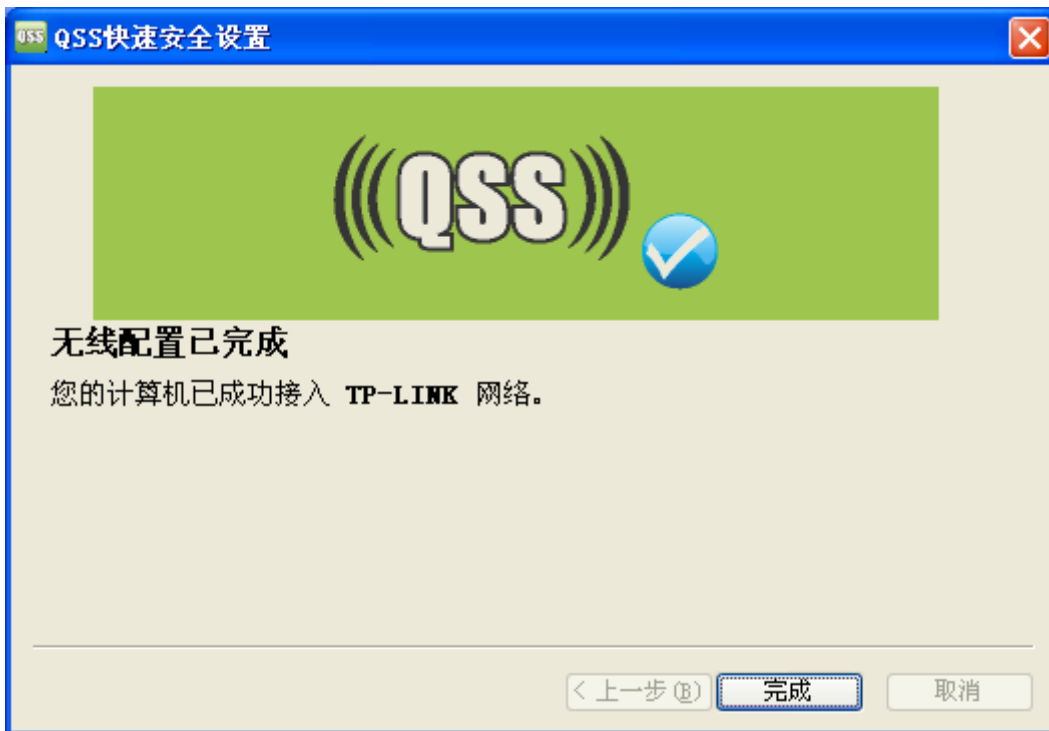 QSS QSS快速安全设置
(((QSS)))
无线配置已完成
您的计算机已成功接入 TP-LINK 网络。
< 上一步(B) 完成 取消